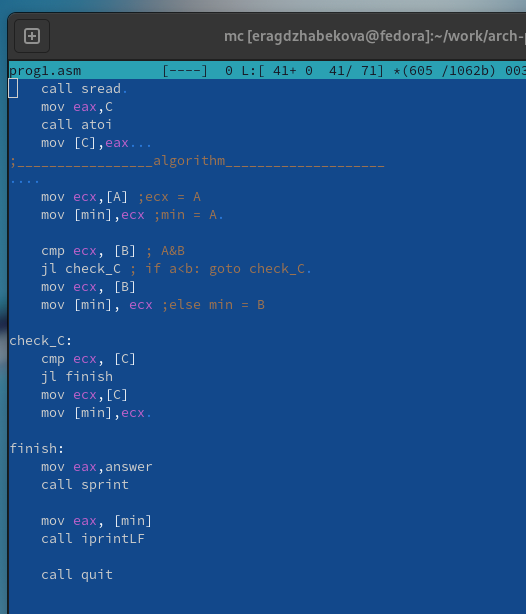 mc [eragdzhabekova@fedora]:~/work/arch-
prog1.asm [----] 0 L:[ 41+ 0 41/ 71] *(605 /1062b) 003
call sread.
mov eax,C
call atoi
mov [C],eax...
;_________________algorithm____________________
....
mov ecx,[A] ;ecx = A
mov [min],ecx ;min = A.
cmp ecx, [B] ; A&B
jl check_C ; if a<b: goto check_C.
mov ecx, [B]
mov [min], ecx ;else min = B
check_C:
cmp ecx, [C]
jl finish
mov ecx,[C]
mov [min],ecx.
finish:
mov eax,answer
call sprint
mov eax, [min]
call iprintLF
call quit